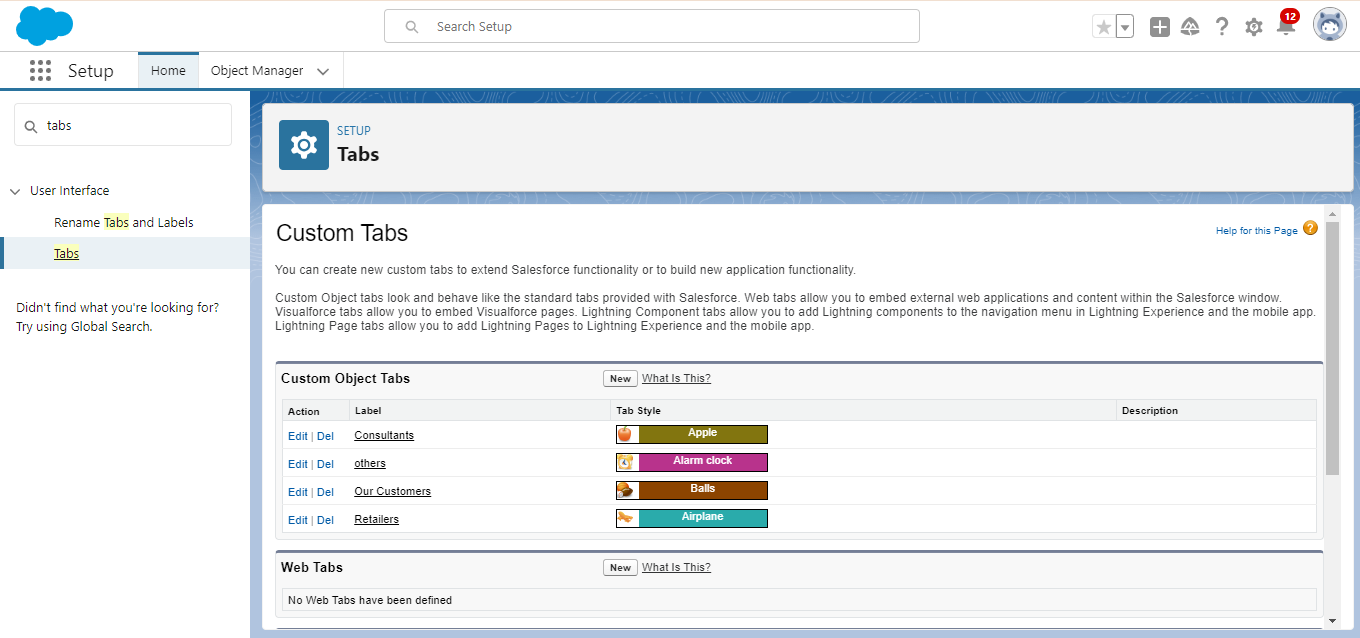 Search Setup
12
Setup
Home
Object Manager
tabs
User Interface
Rename Tabs and Labels
Tabs
Didn't find what you're looking for?
Try using Global Search.
SETUP
Tabs
Custom Tabs
Help for this Page
?
You can create new custom tabs to extend Salesforce functionality or to build new application functionality.
Custom Object tabs look and behave like the standard tabs provided with Salesforce. Web tabs allow you to embed external web applications and content within the Salesforce window.
Visualforce tabs allow you to embed Visualforce pages. Lightning Component tabs allow you to add Lightning components to the navigation menu in Lightning Experience and the mobile app.
Lightning Page tabs allow you to add Lightning Pages to Lightning Experience and the mobile app.
Custom Object Tabs New What Is This?
Action Label Tab Style Description
Edit | Del Consultants Apple
Edit | Del others Alarm clock
Edit | Del Our Customers Balls
Edit | Del Retailers Airplane
Web Tabs New What Is This?
No Web Tabs have been defined